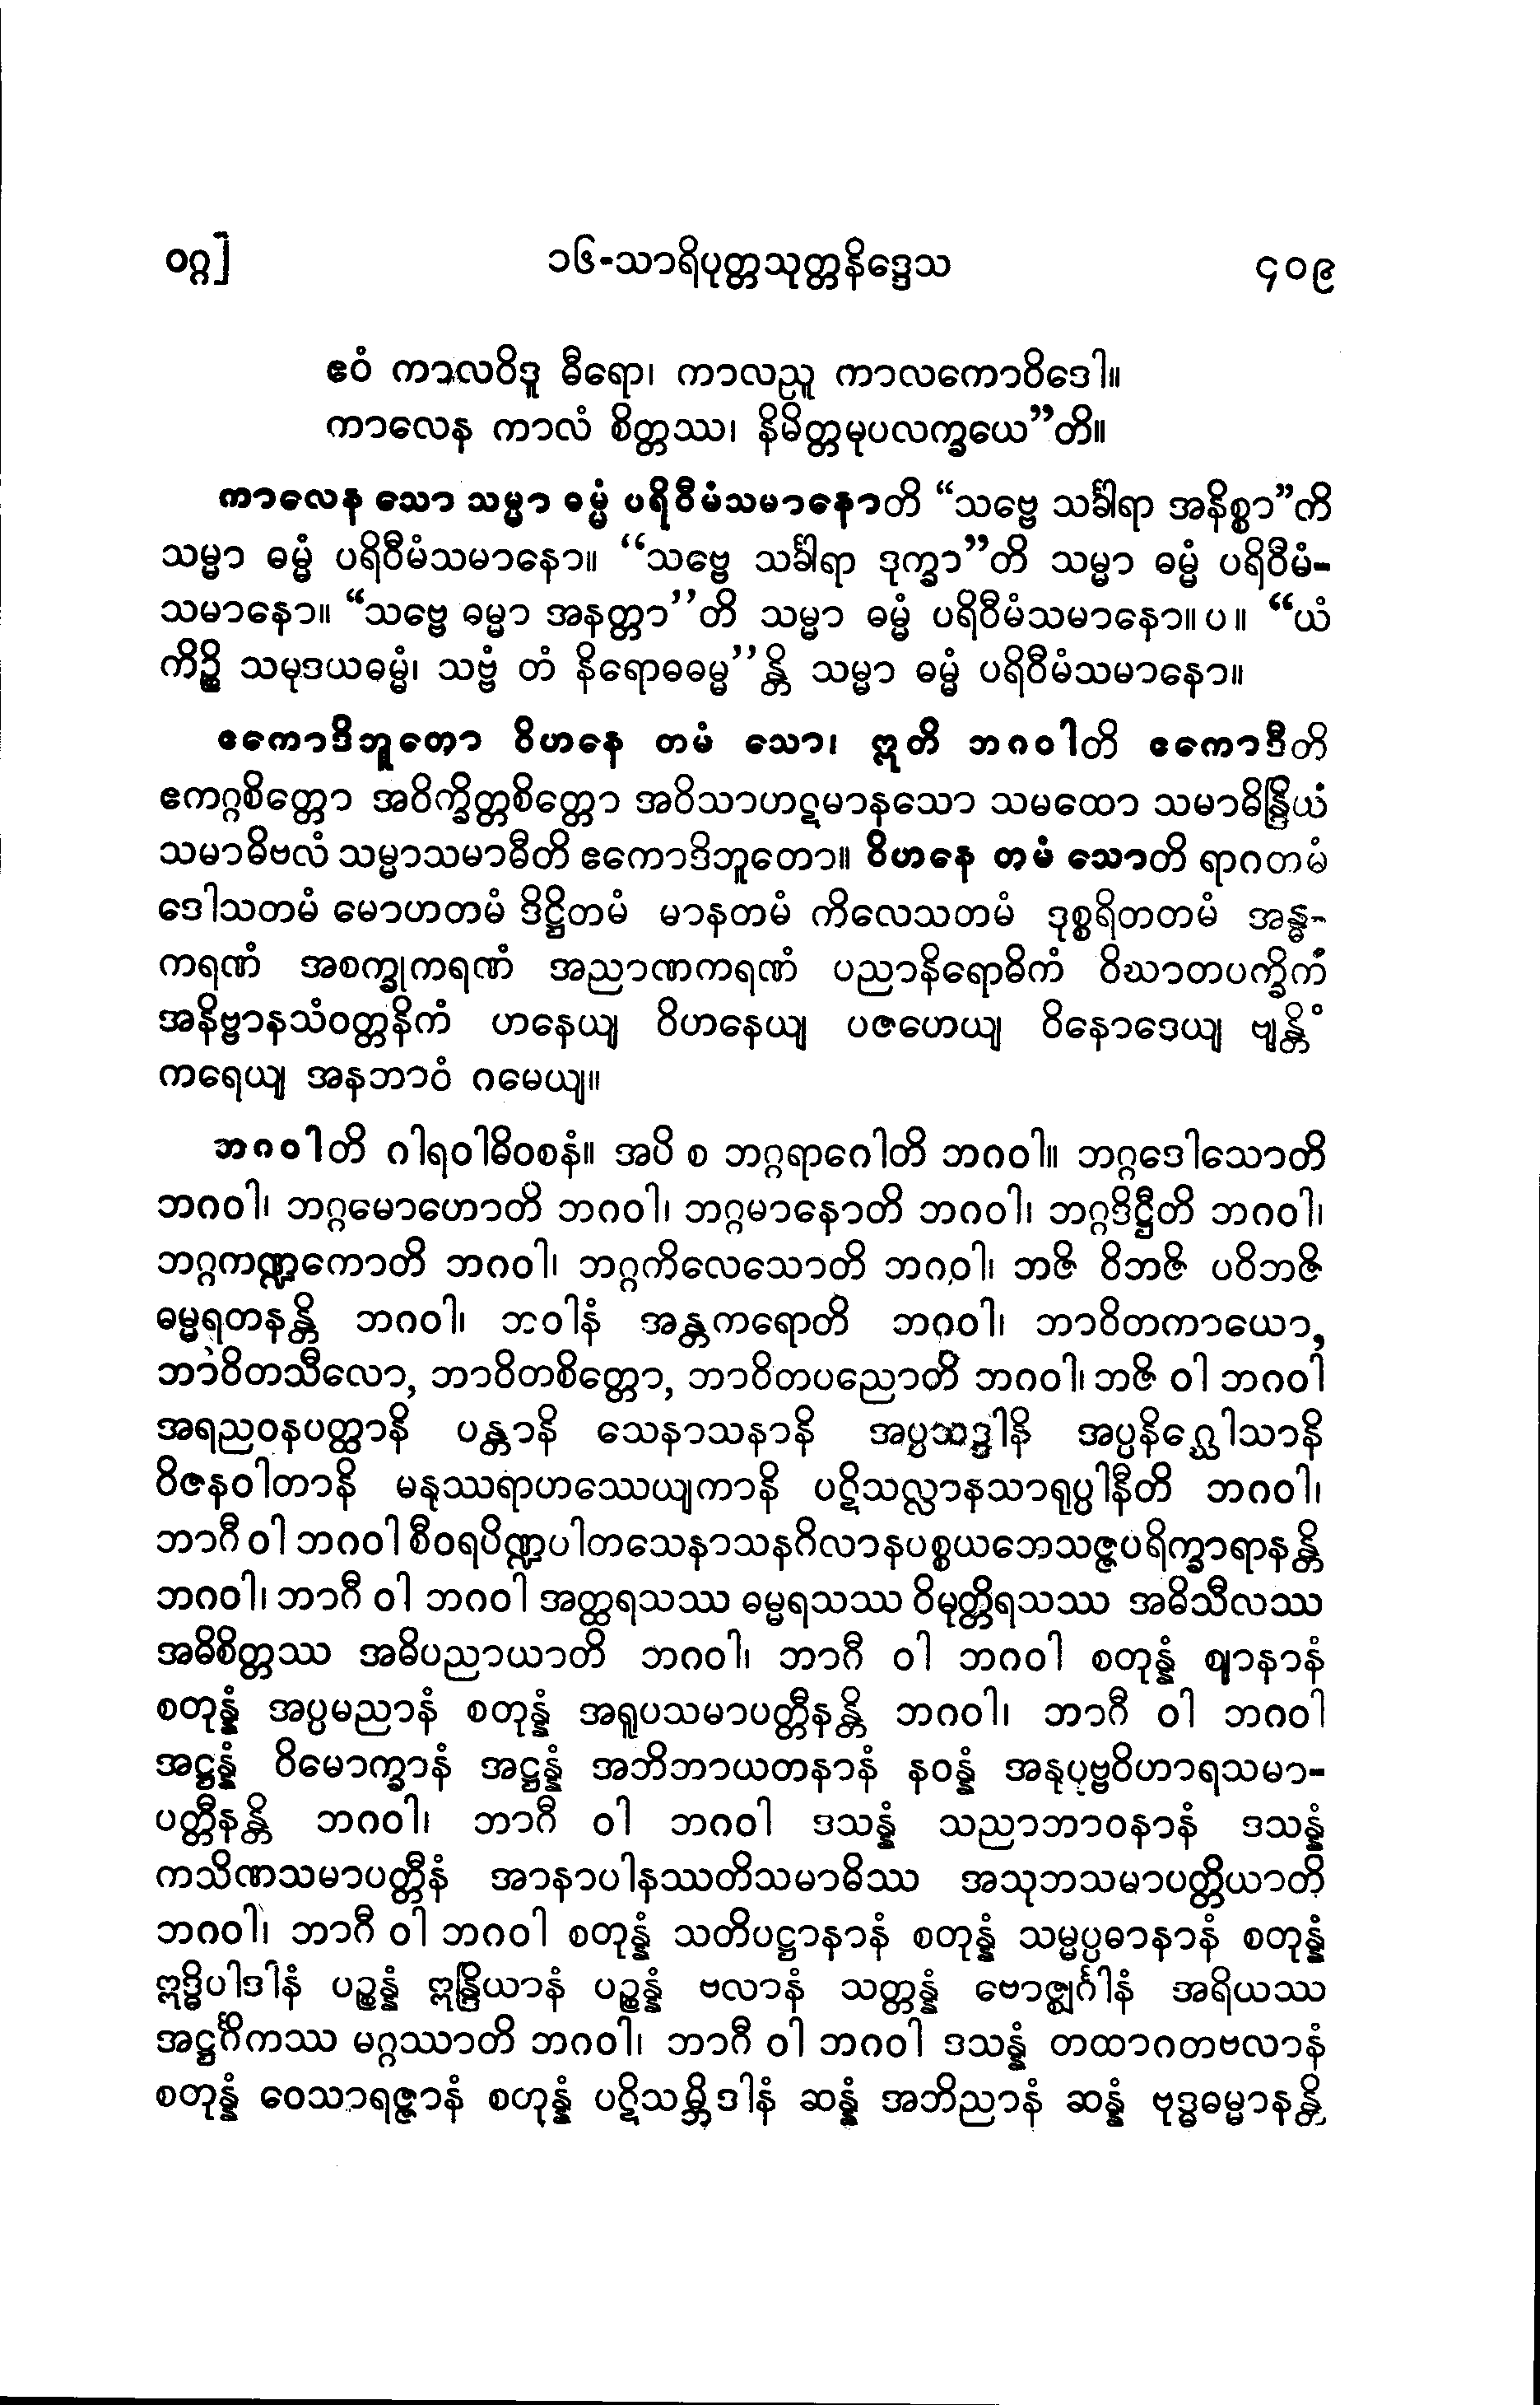 ဝဂ္ဂ] ၁၆-သာရိပုတ္တသုတ္တနိဒ္ဒေသ ၄၀၉
ဧဝံ ကာလဝိဒူ ဓီရော၊ ကာလညူ ကာလကောဝိဒေါ။
ကာလေန ကာလံ စိတ္တဿ၊ နိမိတ္တမုပလက္ခယေ”တိ။
ကာလေန သော သမ္မာ ဓမ္မံ ပရိဝီမံသမာနောတိ “သဗ္ဗေ သင်္ခါရာ အနိစ္စာ”တိ
သမ္မာ ဓမ္မံ ပရိဝီမံသမာနော။ “သဗ္ဗေ သင်္ခါရာ ဒုက္ခာ”တိ သမ္မာ ဓမ္မံ ပရိဝီမံ-
သမာနော။ “သဗ္ဗေ ဓမ္မာ အနတ္တာ”တိ သမ္မာ ဓမ္မံ ပရိဝီမံသမာနော။ပ။ “ယံ
ကိဉ္စိ သမုဒယဓမ္မံ၊ သဗ္ဗံ တံ နိရောဓဓမ္မ”န္တိ သမ္မာ ဓမ္မံ ပရိဝီမံသမာနော။
ဧကောဒိဘူတော ဝိဟနေ တမံ သော၊ ဣတိ ဘဂဝါတိ ဧကောဒီတိ
ဧကဂ္ဂစိတ္တော အဝိက္ခိတ္တစိတ္တော အဝိသာဟဋမာနသော သမထော သမာဓိန္ဒြိယံ
သမာဓိဗလံ သမ္မာသမာဓီတိ ဧကောဒိဘူတော။ ဝိဟနေ တမံ သောတိ ရာဂတမံ
ဒေါသတမံ မောဟတမံ ဒိဋ္ဌိတမံ မာနတမံ ကိလေသတမံ ဒုစ္စရိတတမံ အန္ဓ-
ကရဏံ အစက္ခုကရဏံ အညာဏကရဏံ ပညာနိရောဓိကံ ဝိဃာတပက္ခိကံ
အနိဗ္ဗာနသံဝတ္တနိကံ ဟနေယျ ဝိဟနေယျ ပဇဟေယျ ဝိနောဒေယျ ဗျန္တိံ
ကရေယျ အနဘာဝံ ဂမေယျ။
ဘဂဝါတိ ဂါရဝါဓိဝစနံ။ အပိ စ ဘဂ္ဂရာဂေါတိ ဘဂဝါ။ ဘဂ္ဂဒေါသောတိ
ဘဂဝါ၊ ဘဂ္ဂမောဟောတိ ဘဂဝါ၊ ဘဂ္ဂမာနောတိ ဘဂဝါ၊ ဘဂ္ဂဒိဋ္ဌီတိ ဘဂဝါ၊
ဘဂ္ဂကဏ္ဍကောတိ ဘဂဝါ၊ ဘဂ္ဂကိလေသောတိ ဘဂဝါ၊ ဘဇိ ဝိဘဇိ ပဝိဘဇိ
ဓမ္မရတနန္တိ ဘဂဝါ၊ ဘဝါနံ အန္တကရောတိ ဘဂဝါ၊ ဘာဝိတကာယော,
ဘာဝိတသီလော, ဘာဝိတစိတ္တော, ဘာဝိတပညောတိ ဘဂဝါ၊ ဘဇိ ဝါ ဘဂဝါ
အရညဝနပတ္ထာနိ ပန္တာနိ သေနာသနာနိ အပ္ပသဒ္ဒါနိ အပ္ပနိဂ္ဃေါသာနိ
ဝိဇနဝါတာနိ မနုဿရာဟဿေယျကာနိ ပဋိသလ္လာနသာရုပ္ပါနီတိ ဘဂဝါ၊
ဘာဂီ ဝါ ဘဂဝါ စီဝရပိဏ္ဍပါတသေနာသနဂိလာနပစ္စယဘေသဇ္ဇပရိက္ခာရာနန္တိ
ဘဂဝါ၊ ဘာဂီ ဝါ ဘဂဝါ အတ္ထရသဿ ဓမ္မရသဿ ဝိမုတ္တိရသဿ အဓိသီလဿ
အဓိစိတ္တဿ အဓိပညာယာတိ ဘဂဝါ၊ ဘာဂီ ဝါ ဘဂဝါ စတုန္နံ ဈာနာနံ
စတုန္နံ အပ္ပမညာနံ စတုန္နံ အရူပသမာပတ္တီနန္တိ ဘဂဝါ၊ ဘာဂီ ဝါ ဘဂဝါ
အဋ္ဌန္နံ ဝိမောက္ခာနံ အဋ္ဌန္နံ အဘိဘာယတနာနံ နဝန္နံ အနုပုဗ္ဗဝိဟာရသမာ-
ပတ္တီနန္တိ ဘဂဝါ၊ ဘာဂီ ဝါ ဘဂဝါ ဒသန္နံ သညာဘာဝနာနံ ဒသန္နံ
ကသိဏသမာပတ္တီနံ အာနာပါနဿတိသမာဓိဿ အသုဘသမာပတ္တိယာတိ
ဘဂဝါ၊ ဘာဂီ ဝါ ဘဂဝါ စတုန္နံ သတိပဋ္ဌာနာနံ စတုန္နံ သမ္မပ္ပဓာနာနံ စတုန္နံ
ဣဒ္ဓိပါဒါနံ ပဉ္စန္နံ ဣန္ဒြိယာနံ ပဉ္စန္နံ ဗလာနံ သတ္တန္နံ ဗောဇ္ဈင်္ဂါနံ အရိယဿ
အဋ္ဌင်္ဂိကဿ မဂ္ဂဿာတိ ဘဂဝါ၊ ဘာဂီ ဝါ ဘဂဝါ ဒသန္နံ တထာဂတဗလာနံ
စတုန္နံ ဝေသာရဇ္ဇာနံ စတုန္နံ ပဋိသမ္ဘိဒါနံ ဆန္နံ အဘိညာနံ ဆန္နံ ဗုဒ္ဓဓမ္မာနန္တိ